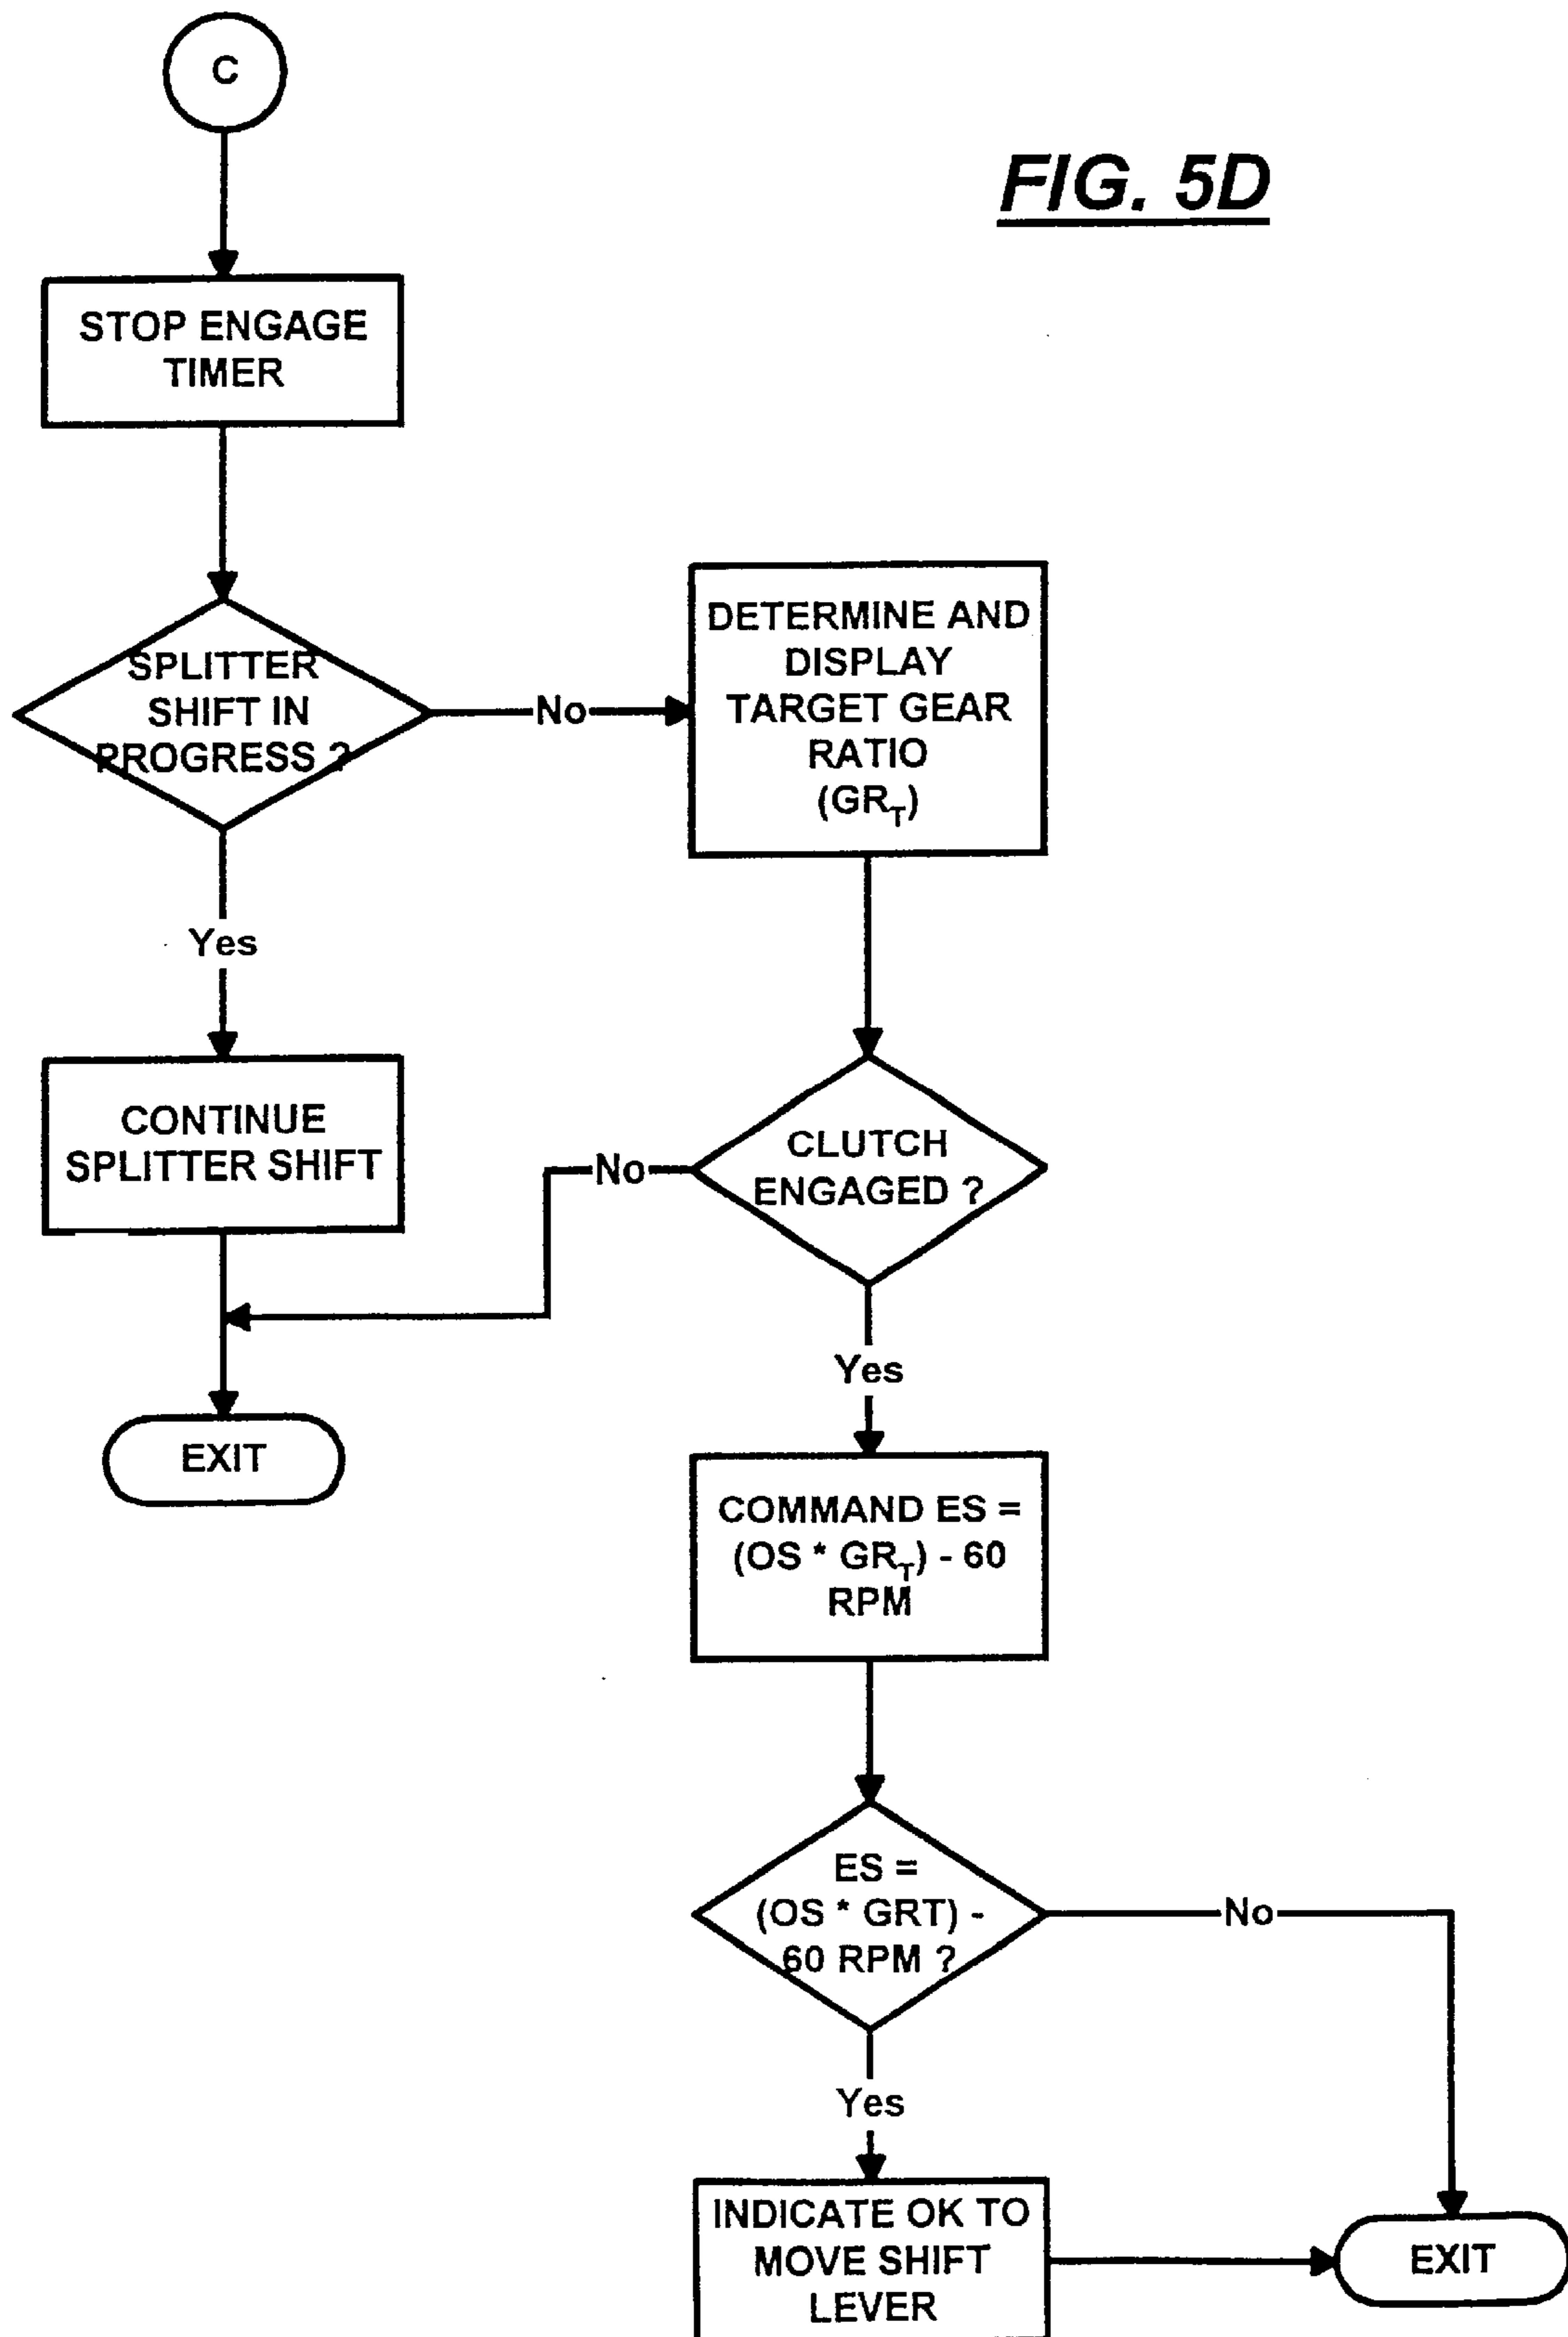 C
FIG. 5D
STOP ENGAGE
TIMER
SPLITTER
SHIFT IN
PROGRESS ?
No
DETERMINE AND
DISPLAY
TARGET GEAR
RATIO
(GR_T)
Yes
CONTINUE
SPLITTER SHIFT
CLUTCH
ENGAGED ?
No
Yes
EXIT
COMMAND ES =
(OS * GR_T) - 60
RPM
ES =
(OS * GRT) -
60 RPM ?
No
Yes
INDICATE OK TO
MOVE SHIFT
LEVER
EXIT